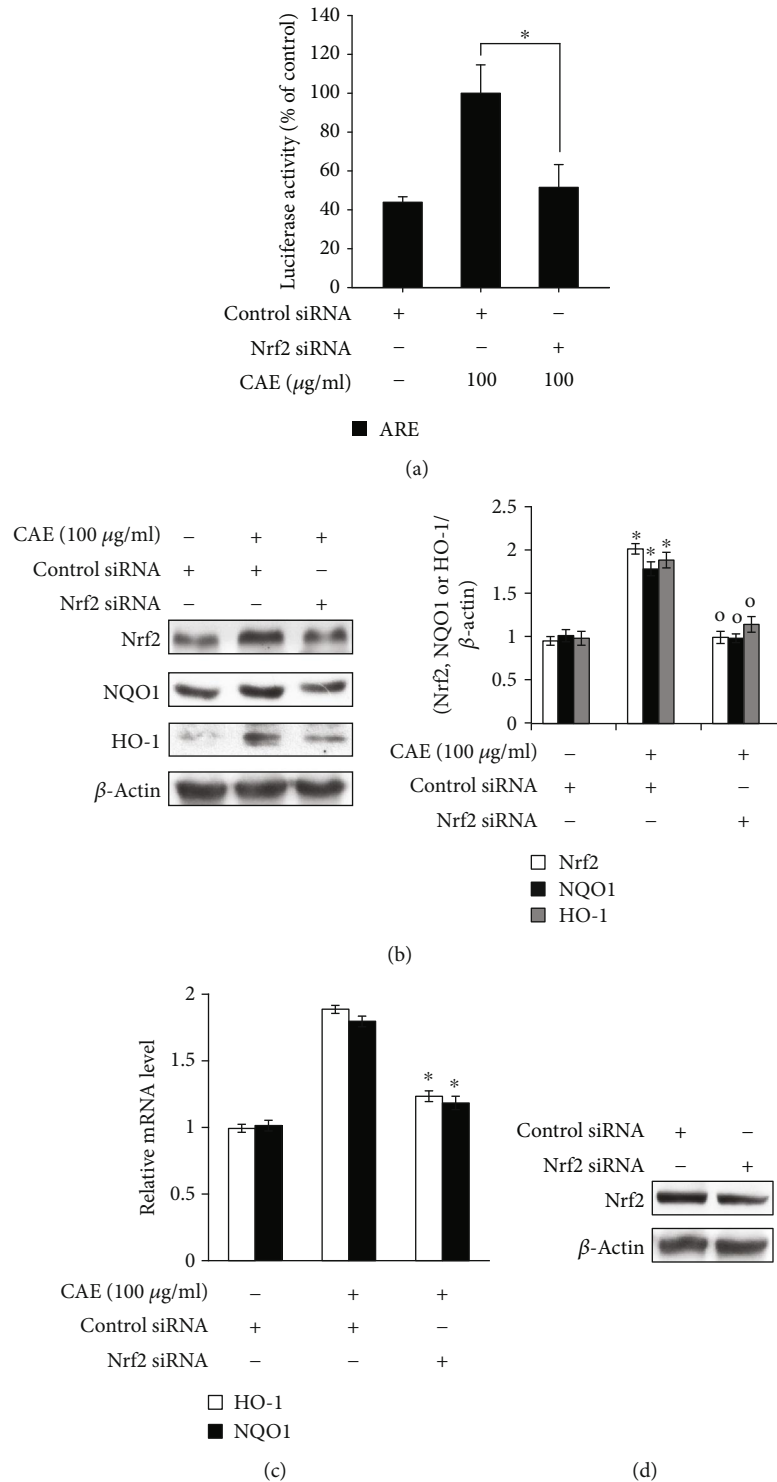 140
120
100
80
60
40
20
0
Luciferase activity (% of control)
*
Control siRNA + + −
Nrf2 siRNA − − +
CAE (μg/ml) − 100 100
ARE
(a)
CAE (100 μg/ml) − + +
Control siRNA + + −
Nrf2 siRNA − − +
Nrf2
NQO1
HO-1
β-Actin
2.5
2
1.5
1
0.5
0
(Nrf2, NQO1 or HO-1/
β-actin)
* * *
o o o
CAE (100 μg/ml) − + +
Control siRNA + + −
Nrf2 siRNA − − +
Nrf2
NQO1
HO-1
(b)
2
1.5
1
0.5
0
Relative mRNA level
* *
CAE (100 μg/ml) − + +
Control siRNA + + −
Nrf2 siRNA − − +
HO-1
NQO1
(c)
Control siRNA + −
Nrf2 siRNA − +
Nrf2
β-Actin
(d)